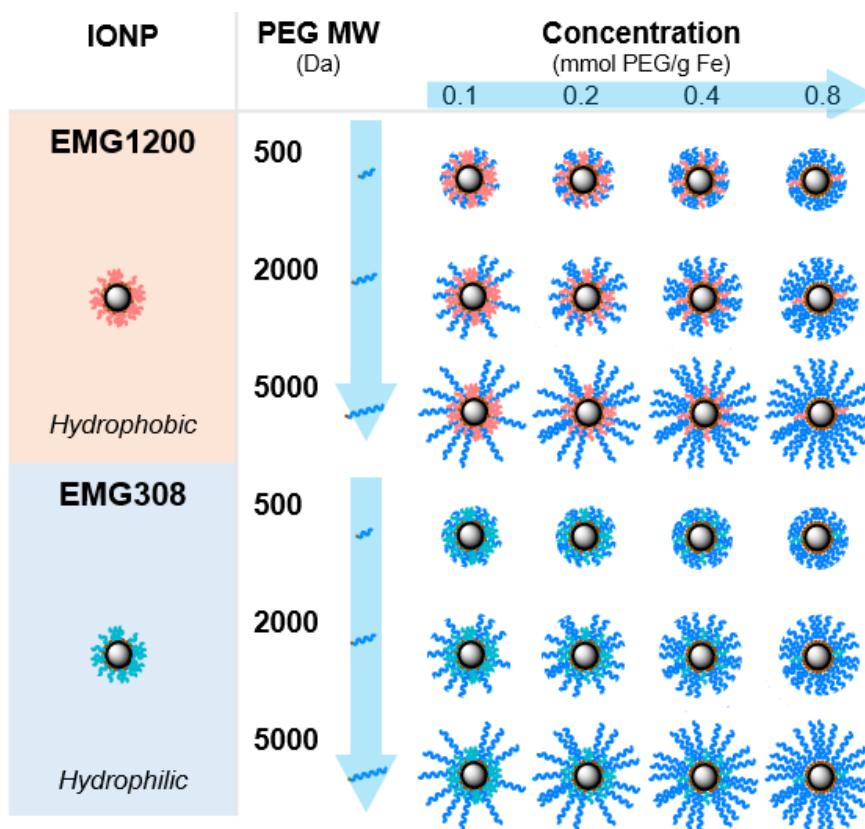 IONP
PEG MW
(Da)
Concentration
(mmol PEG/g Fe)
0.1 0.2 0.4 0.8
EMG1200
500
2000
5000
Hydrophobic
EMG308
500
2000
5000
Hydrophilic